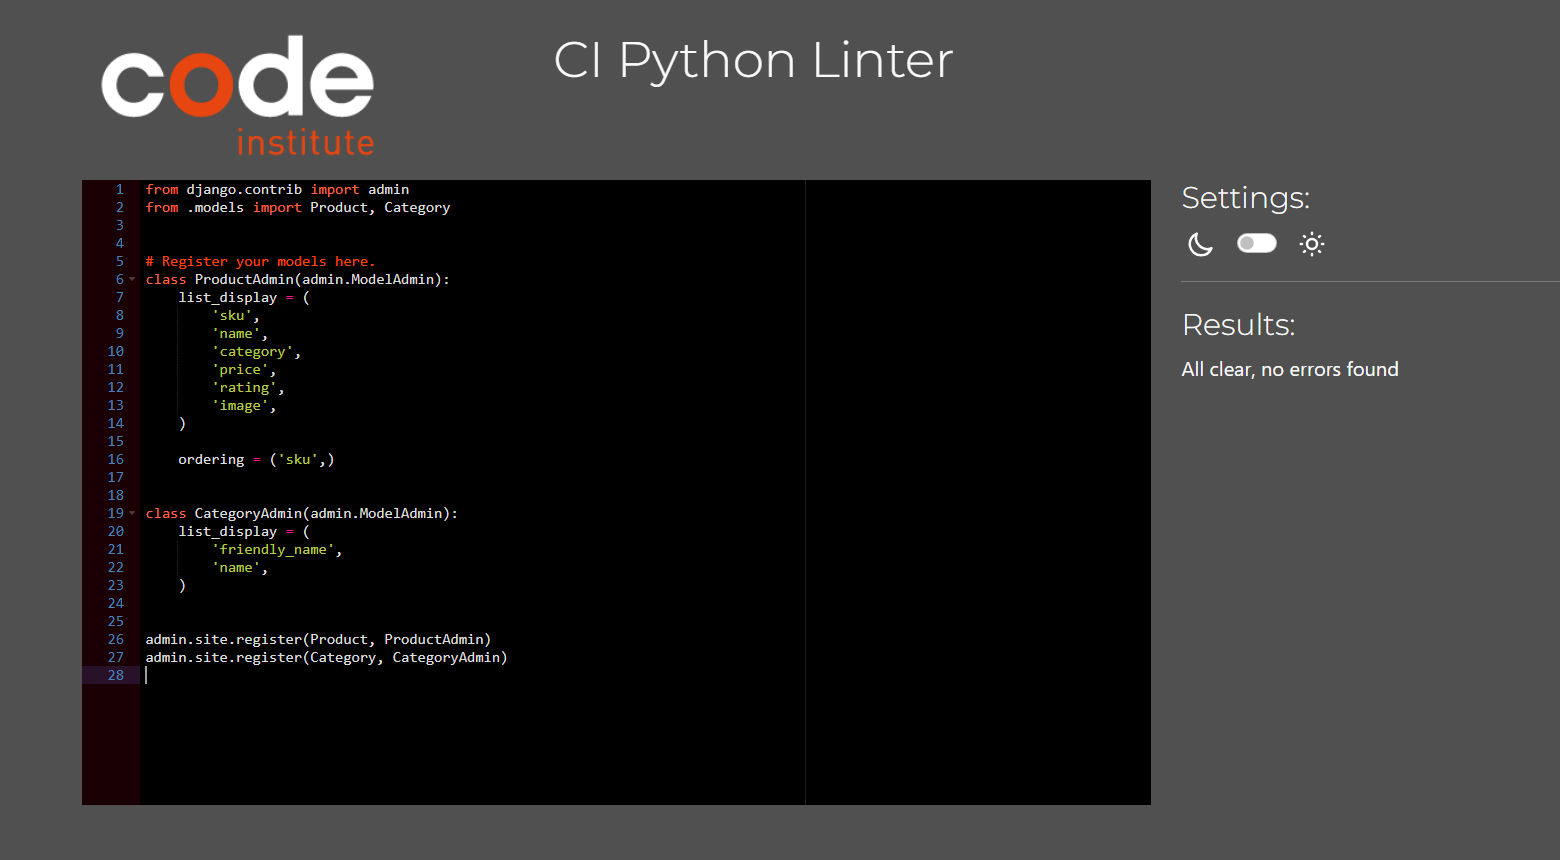 code
institute
CI Python Linter
1 from django.contrib import admin
2 from .models import Product, Category
3
4
5 # Register your models here.
6 class ProductAdmin(admin.ModelAdmin):
7     list_display = (
8         'sku',
9         'name',
10         'category',
11         'price',
12         'rating',
13         'image',
14     )
15
16     ordering = ('sku',)
17
18
19 class CategoryAdmin(admin.ModelAdmin):
20     list_display = (
21         'friendly_name',
22         'name',
23     )
24
25
26 admin.site.register(Product, ProductAdmin)
27 admin.site.register(Category, CategoryAdmin)
28
Settings:
Results:
All clear, no errors found